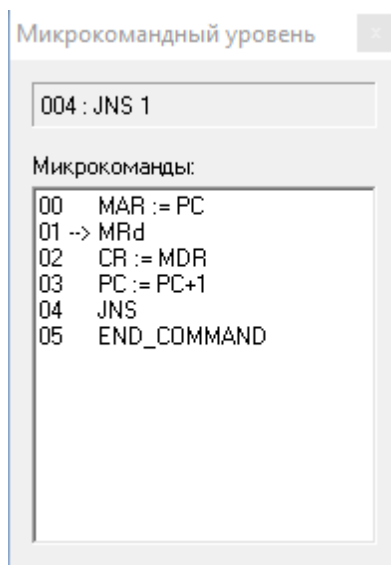 Микрокомандный уровень
004 : JNS 1
Микрокоманды:
00 MAR := PC
01 --> MRd
02 CR := MDR
03 PC := PC+1
04 JNS
05 END_COMMAND